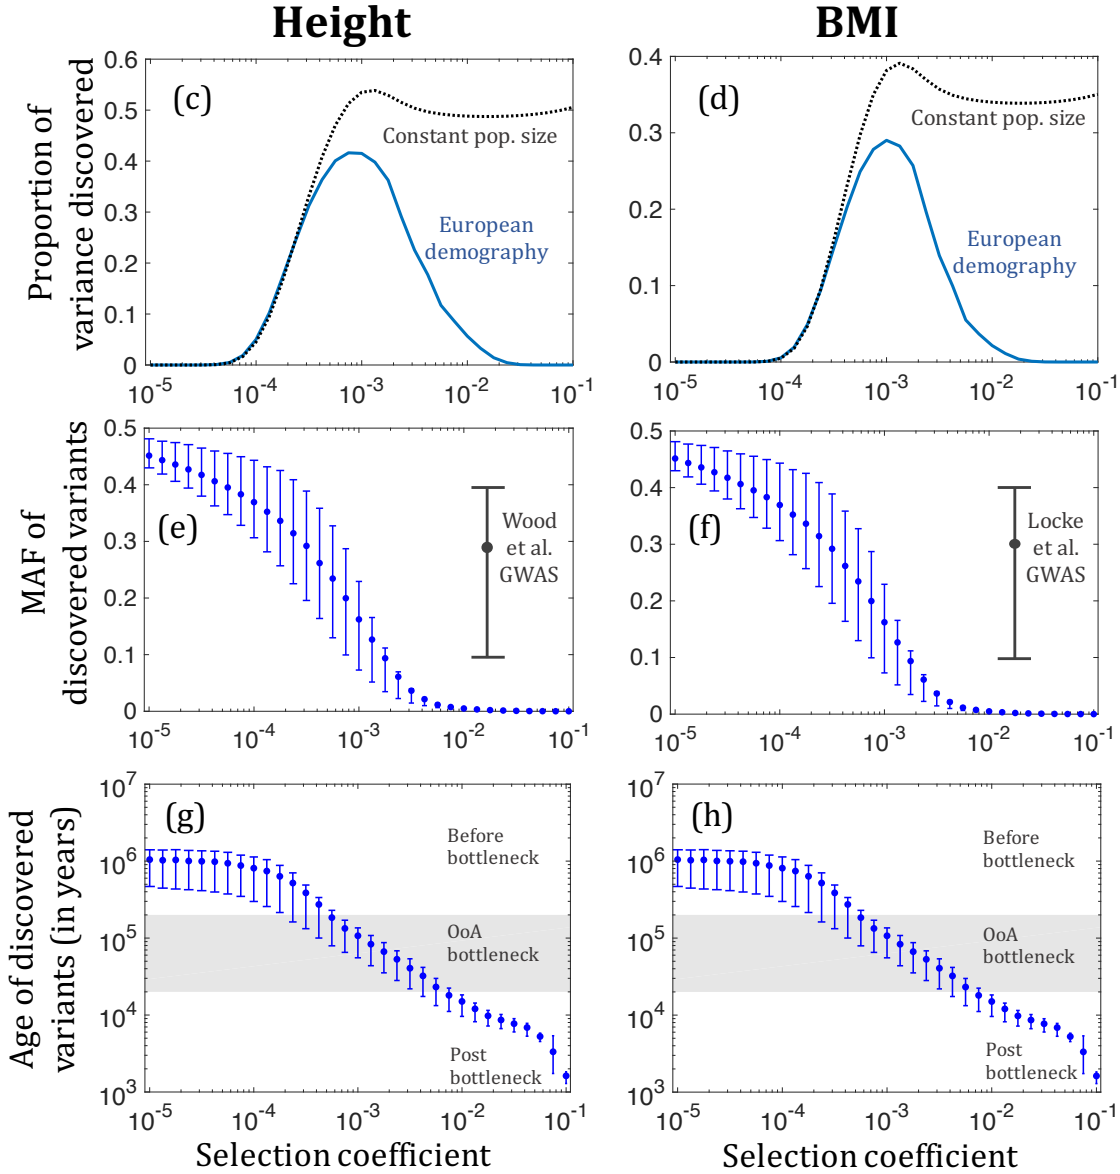 Height
BMI
Proportion of
variance discovered
(c)
0.6
0.5
0.4
0.3
0.2
0.1
0
Constant pop. size
European
demography
10^-5
10^-4
10^-3
10^-2
10^-1
(d)
0.4
0.3
0.2
0.1
0
Constant pop. size
European
demography
10^-5
10^-4
10^-3
10^-2
10^-1
MAF of
discovered variants
(e)
0.5
0.4
0.3
0.2
0.1
0
Wood
et al.
GWAS
10^-5
10^-4
10^-3
10^-2
10^-1
(f)
0.5
0.4
0.3
0.2
0.1
0
Locke
et al.
GWAS
10^-5
10^-4
10^-3
10^-2
10^-1
Age of discovered
variants (in years)
(g)
10^7
10^6
10^5
10^4
10^3
Before
bottleneck
OoA
bottleneck
Post
bottleneck
10^-5
10^-4
10^-3
10^-2
10^-1
Selection coefficient
(h)
10^7
10^6
10^5
10^4
10^3
Before
bottleneck
OoA
bottleneck
Post
bottleneck
10^-5
10^-4
10^-3
10^-2
10^-1
Selection coefficient